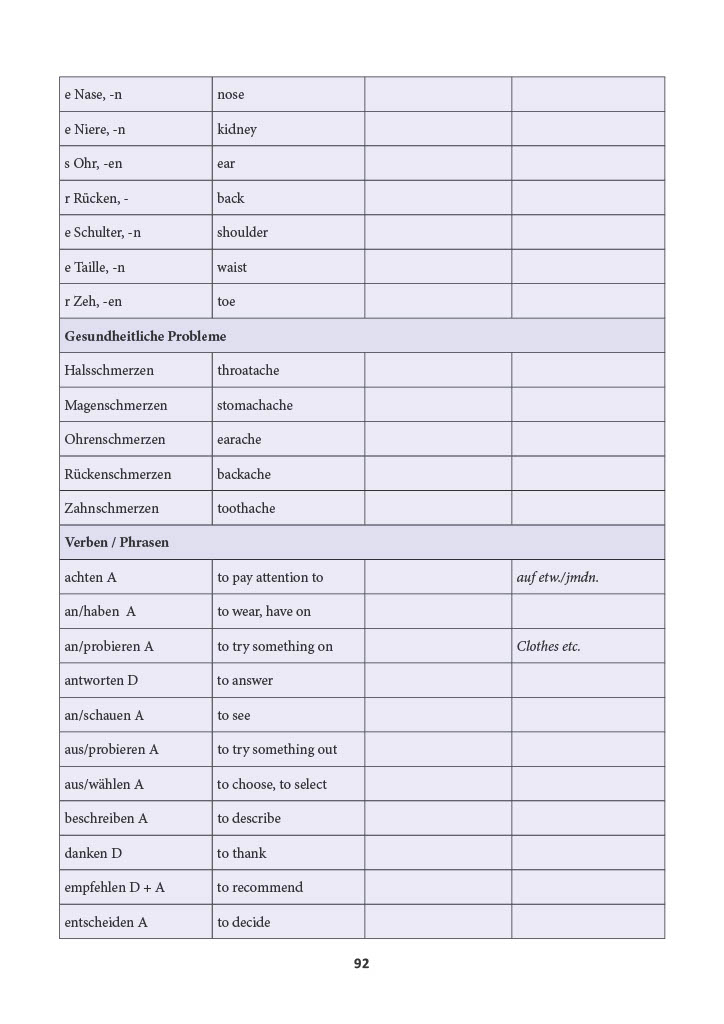 e Nase, -n nose
e Niere, -n kidney
s Ohr, -en ear
r Rücken, - back
e Schulter, -n shoulder
e Taille, -n waist
r Zeh, -en toe
Gesundheitliche Probleme
Halsschmerzen throatache
Magenschmerzen stomachache
Ohrenschmerzen earache
Rückenschmerzen backache
Zahnschmerzen toothache
Verben / Phrasen
achten A to pay attention to auf etw./jmdn.
an/haben A to wear, have on
an/probieren A to try something on Clothes etc.
antworten D to answer
an/schauen A to see
aus/probieren A to try something out
aus/wählen A to choose, to select
beschreiben A to describe
danken D to thank
empfehlen D + A to recommend
entscheiden A to decide
92